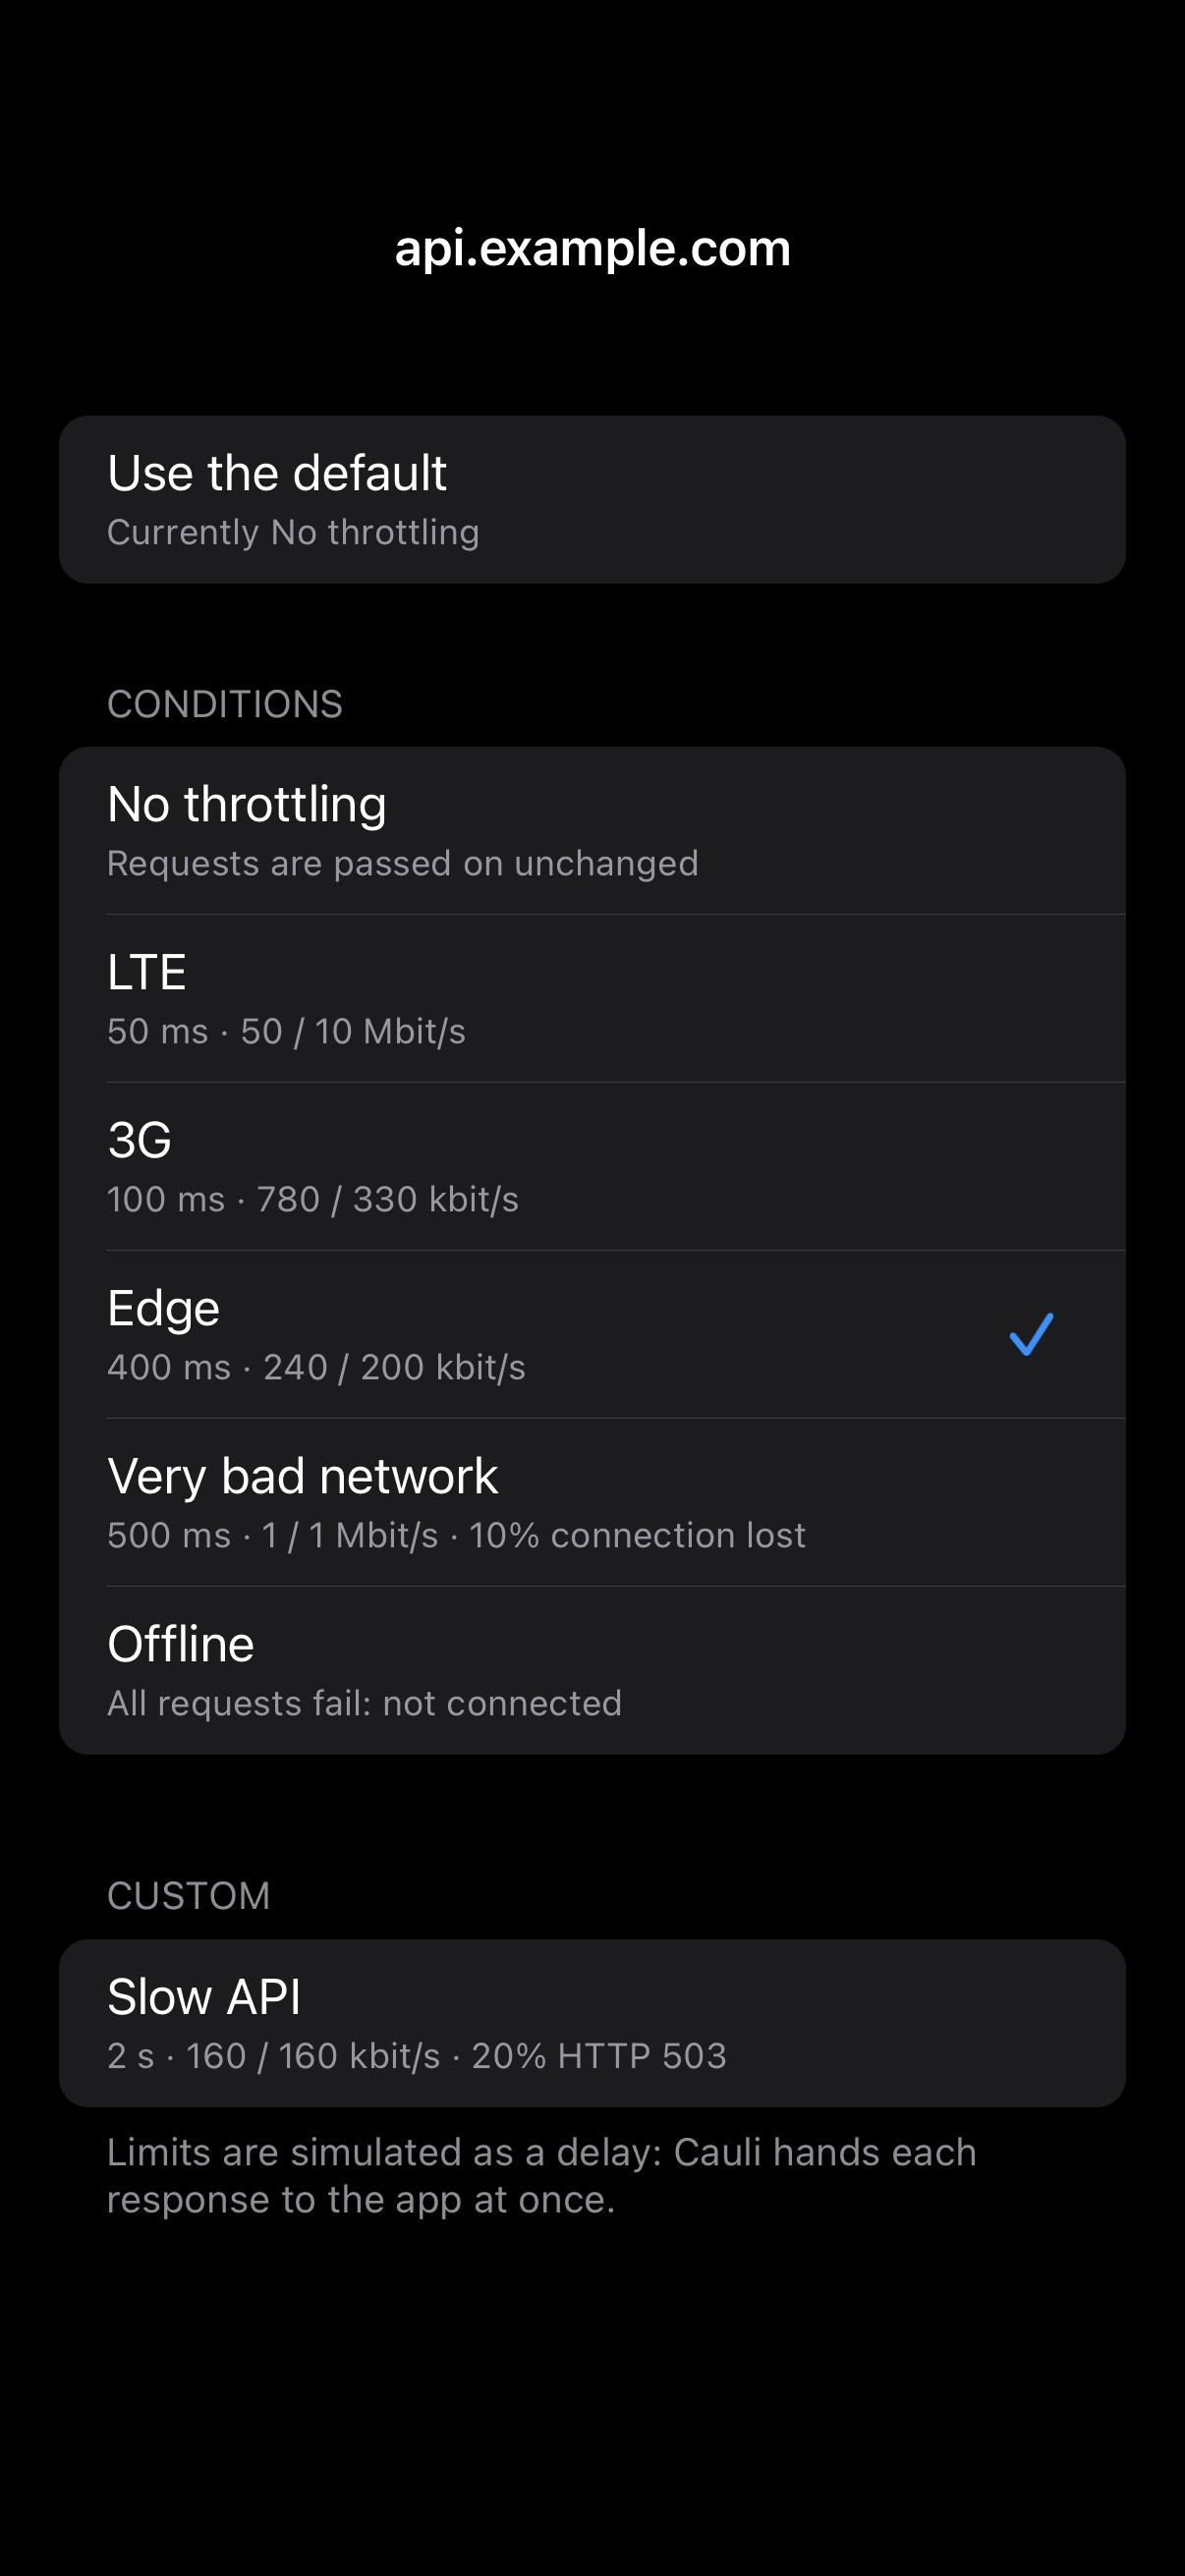 api.example.com
Use the default
Currently No throttling
CONDITIONS
No throttling
Requests are passed on unchanged
LTE
50 ms · 50 / 10 Mbit/s
3G
100 ms · 780 / 330 kbit/s
Edge
400 ms · 240 / 200 kbit/s
Very bad network
500 ms · 1 / 1 Mbit/s · 10% connection lost
Offline
All requests fail: not connected
CUSTOM
Slow API
2 s · 160 / 160 kbit/s · 20% HTTP 503
Limits are simulated as a delay: Cauli hands each
response to the app at once.